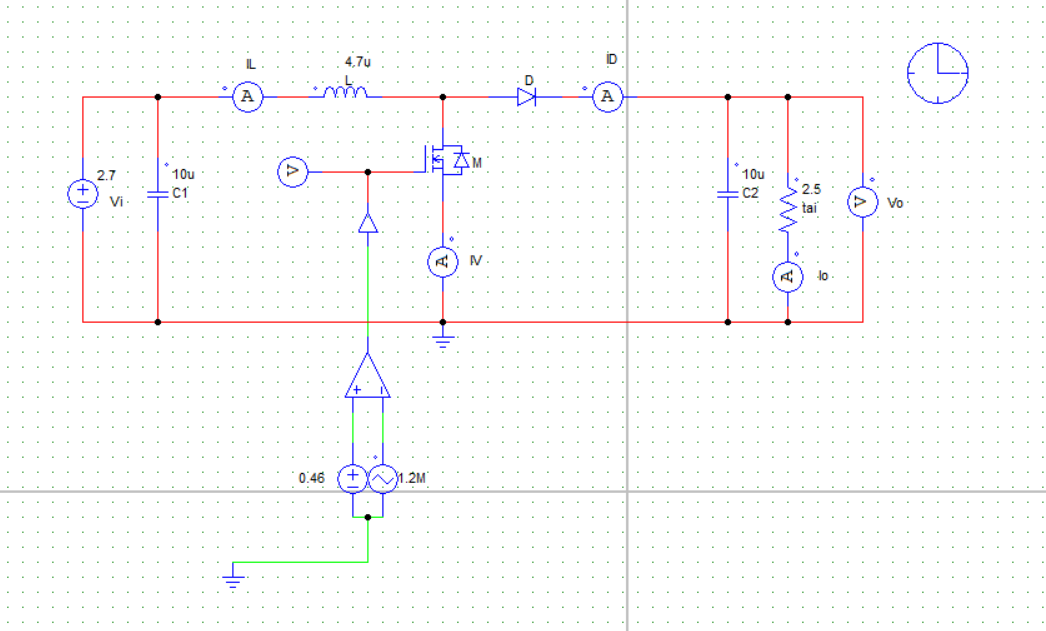 IL
4.7u
L
D
ID
A
A
2.7
Vi
10u
C1
V
M
10u
C2
2.5
tai
V
Vo
A
IV
A
Io
0.46
1.2M